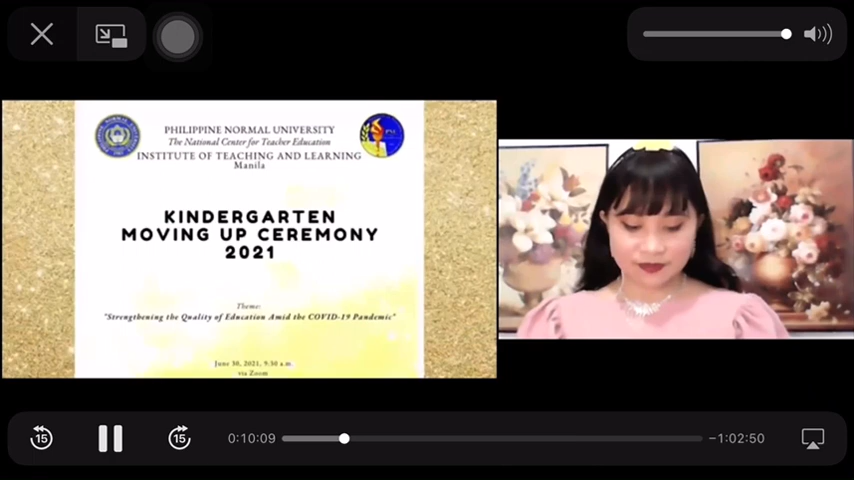 PHILIPPINE NORMAL UNIVERSITY
The National Center for Teacher Education
INSTITUTE OF TEACHING AND LEARNING
Manila
KINDERGARTEN
MOVING UP CEREMONY
2021
Theme:
"Strengthening the Quality of Education Amid the COVID-19 Pandemic"
June 30, 2021, 9:30 a.m
via Zoom
15
15
0:10:09
-1:02:50